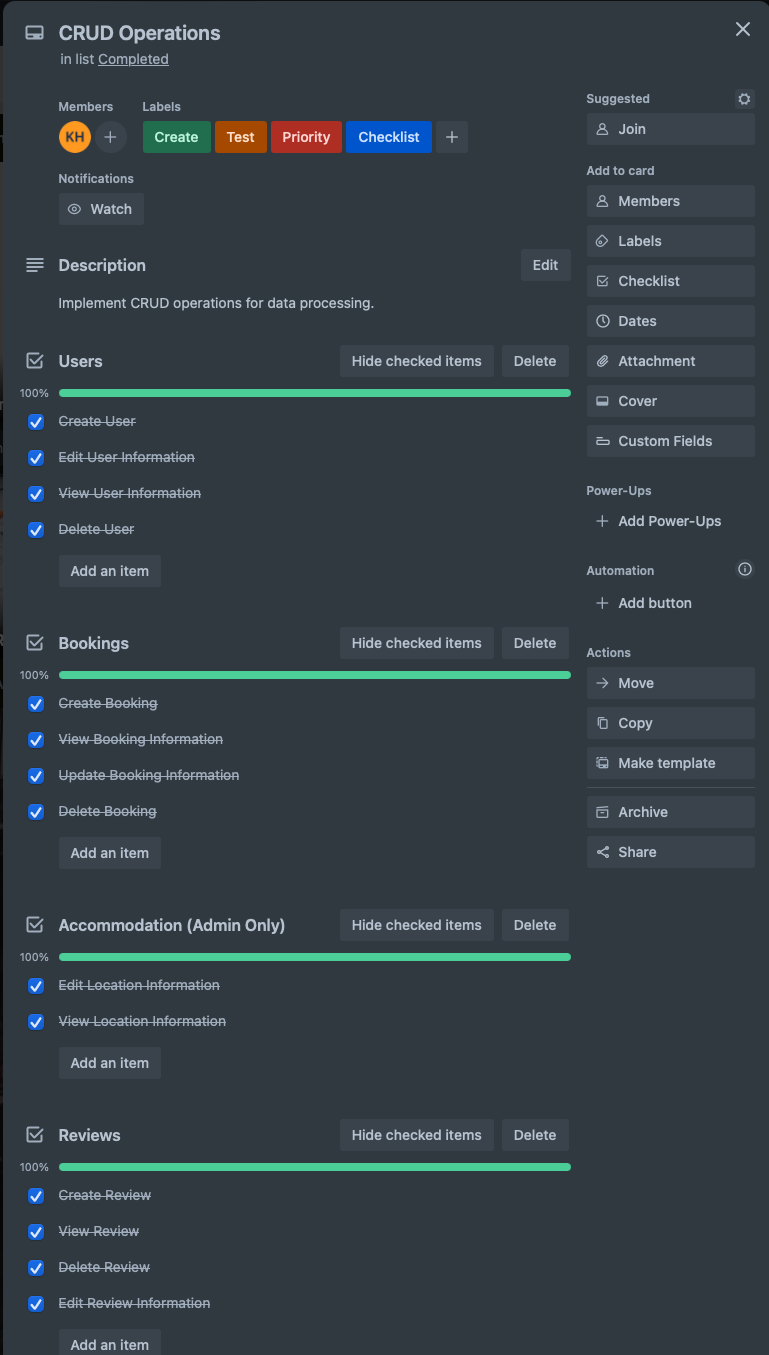 CRUD Operations
in list Completed
Members
Labels
KH
Create
Test
Priority
Checklist
Notifications
Watch
Description
Edit
Implement CRUD operations for data processing.
Users
Hide checked items
Delete
100%
Create User
Edit User Information
View User Information
Delete User
Add an item
Bookings
Hide checked items
Delete
100%
Create Booking
View Booking Information
Update Booking Information
Delete Booking
Add an item
Accommodation (Admin Only)
Hide checked items
Delete
100%
Edit Location Information
View Location Information
Add an item
Reviews
Hide checked items
Delete
100%
Create Review
View Review
Delete Review
Edit Review Information
Add an item
Suggested
Join
Add to card
Members
Labels
Checklist
Dates
Attachment
Cover
Custom Fields
Power-Ups
Add Power-Ups
Automation
Add button
Actions
Move
Copy
Make template
Archive
Share